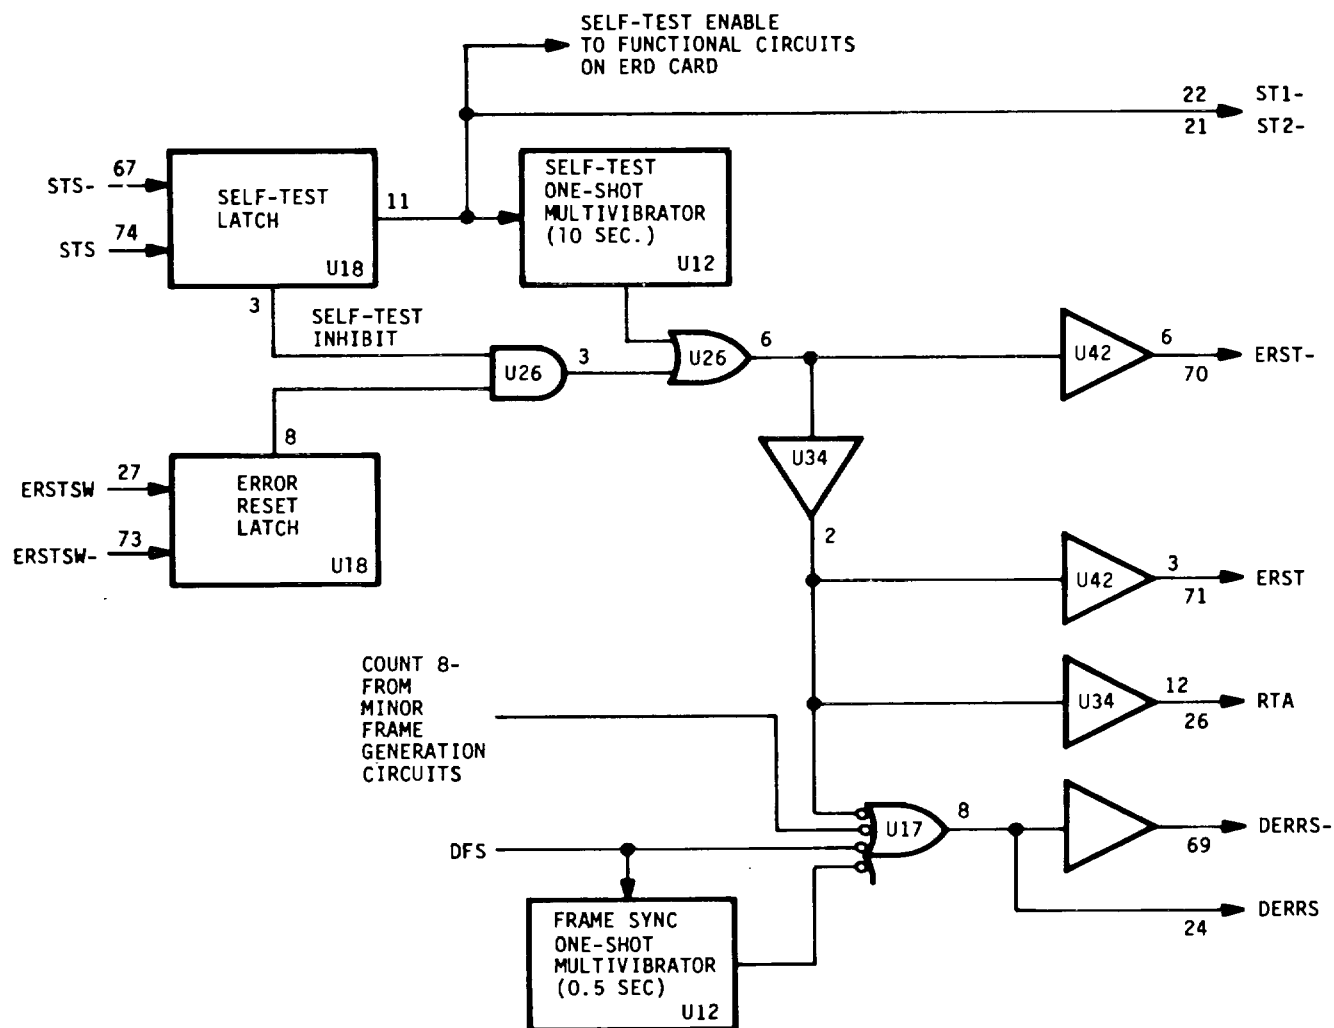 SELF-TEST ENABLE
TO FUNCTIONAL CIRCUITS
ON ERD CARD
22 ST1-
21 ST2-
STS- 67
STS 74
SELF-TEST
LATCH
U18
11
3
SELF-TEST
ONE-SHOT
MULTIVIBRATOR
(10 SEC.)
U12
SELF-TEST
INHIBIT
U26
3
U26
6
U42
6
70
ERST-
8
ERSTSW 27
ERSTSW- 73
ERROR
RESET
LATCH
U18
U34
2
U42
3
71
ERST
COUNT 8-
FROM
MINOR
FRAME
GENERATION
CIRCUITS
U34
12
26
RTA
U17
8
69
DERRS-
DFS
24
DERRS
FRAME SYNC
ONE-SHOT
MULTIVIBRATOR
(0.5 SEC)
U12